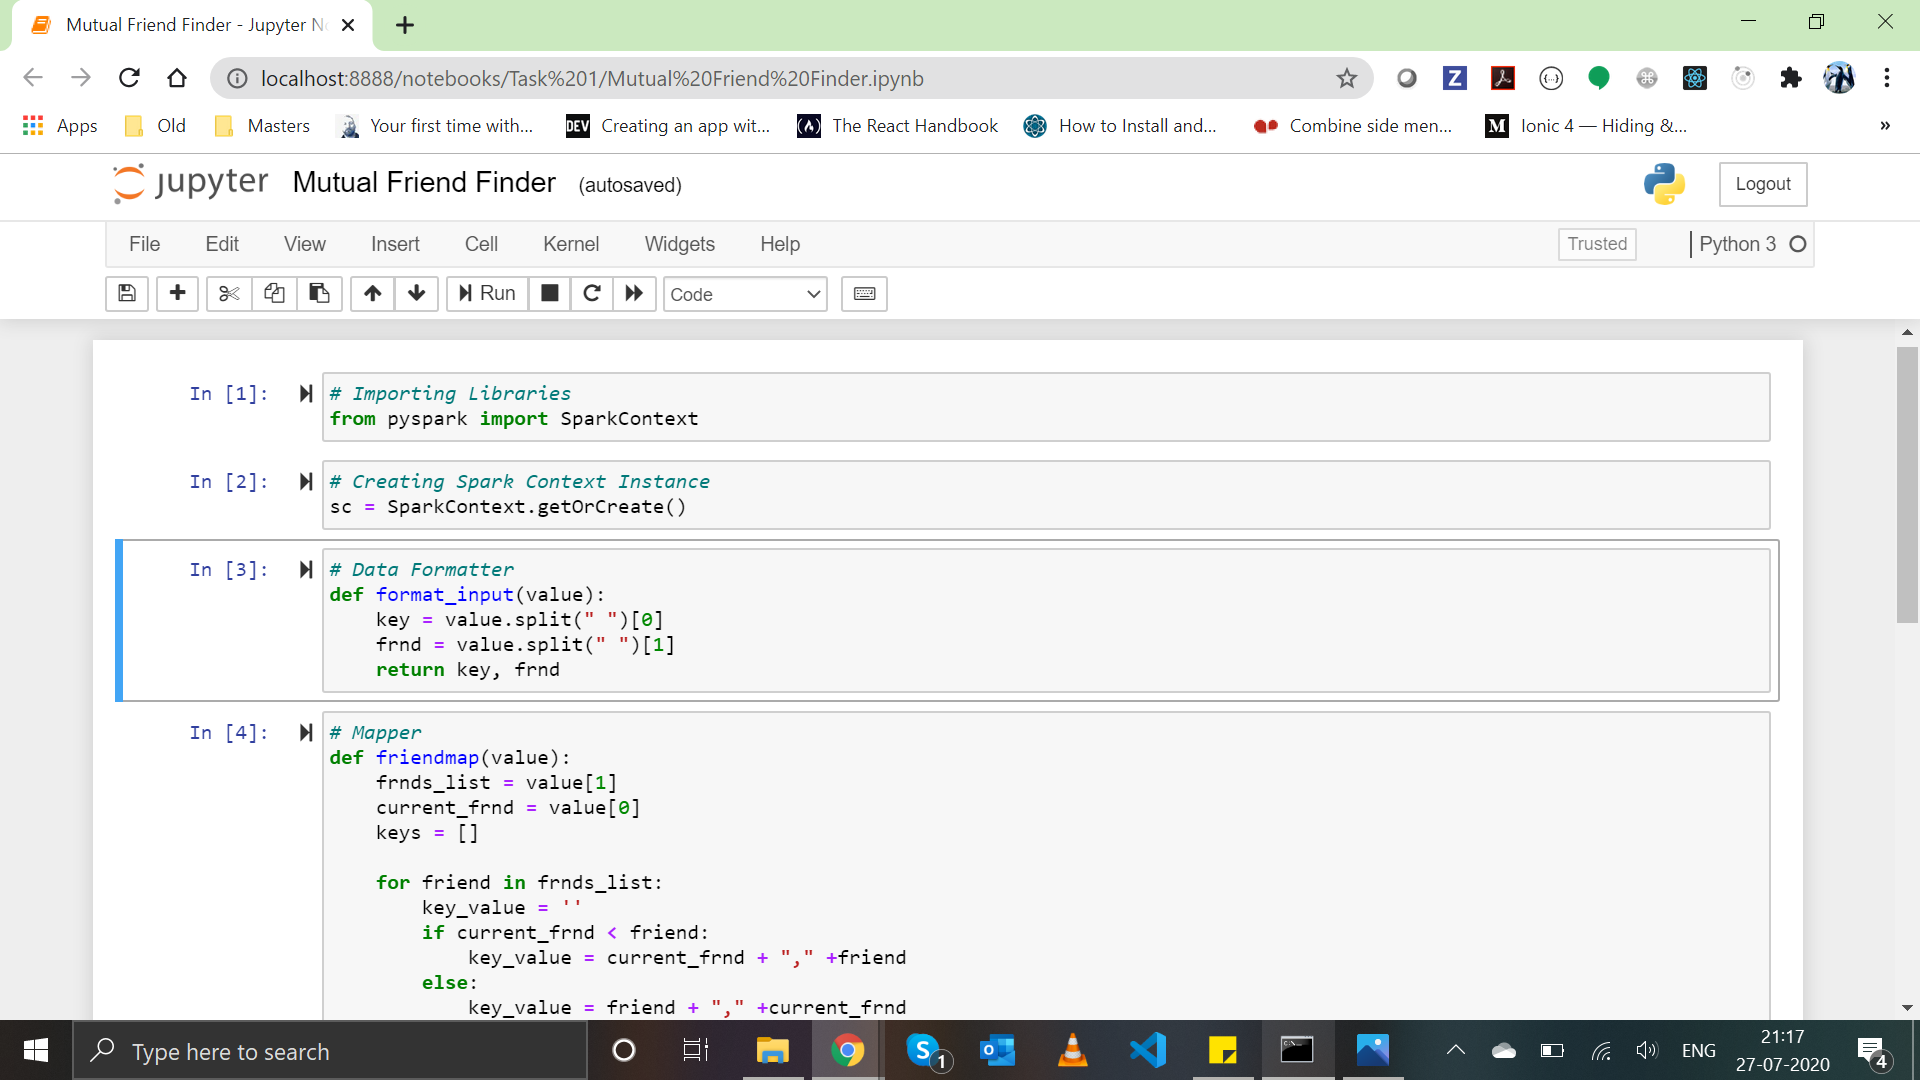 Mutual Friend Finder - Jupyter N
localhost:8888/notebooks/Task%201/Mutual%20Friend%20Finder.ipynb
Apps Old Masters Your first time with... DEV Creating an app wit... The React Handbook How to Install and... Combine side men... M Ionic 4 — Hiding &... »
jupyter Mutual Friend Finder (autosaved) Logout
File Edit View Insert Cell Kernel Widgets Help Trusted Python 3
Run Code
In [1]: # Importing Libraries
from pyspark import SparkContext
In [2]: # Creating Spark Context Instance
sc = SparkContext.getOrCreate()
In [3]: # Data Formatter
def format_input(value):
    key = value.split(" ")[0]
    frnd = value.split(" ")[1]
    return key, frnd
In [4]: # Mapper
def friendmap(value):
    frnds_list = value[1]
    current_frnd = value[0]
    keys = []
    for friend in frnds_list:
        key_value = ''
        if current_frnd < friend:
            key_value = current_frnd + "," +friend
        else:
            key_value = friend + "," +current_frnd
Type here to search
S 1
ENG
21:17
27-07-2020
4